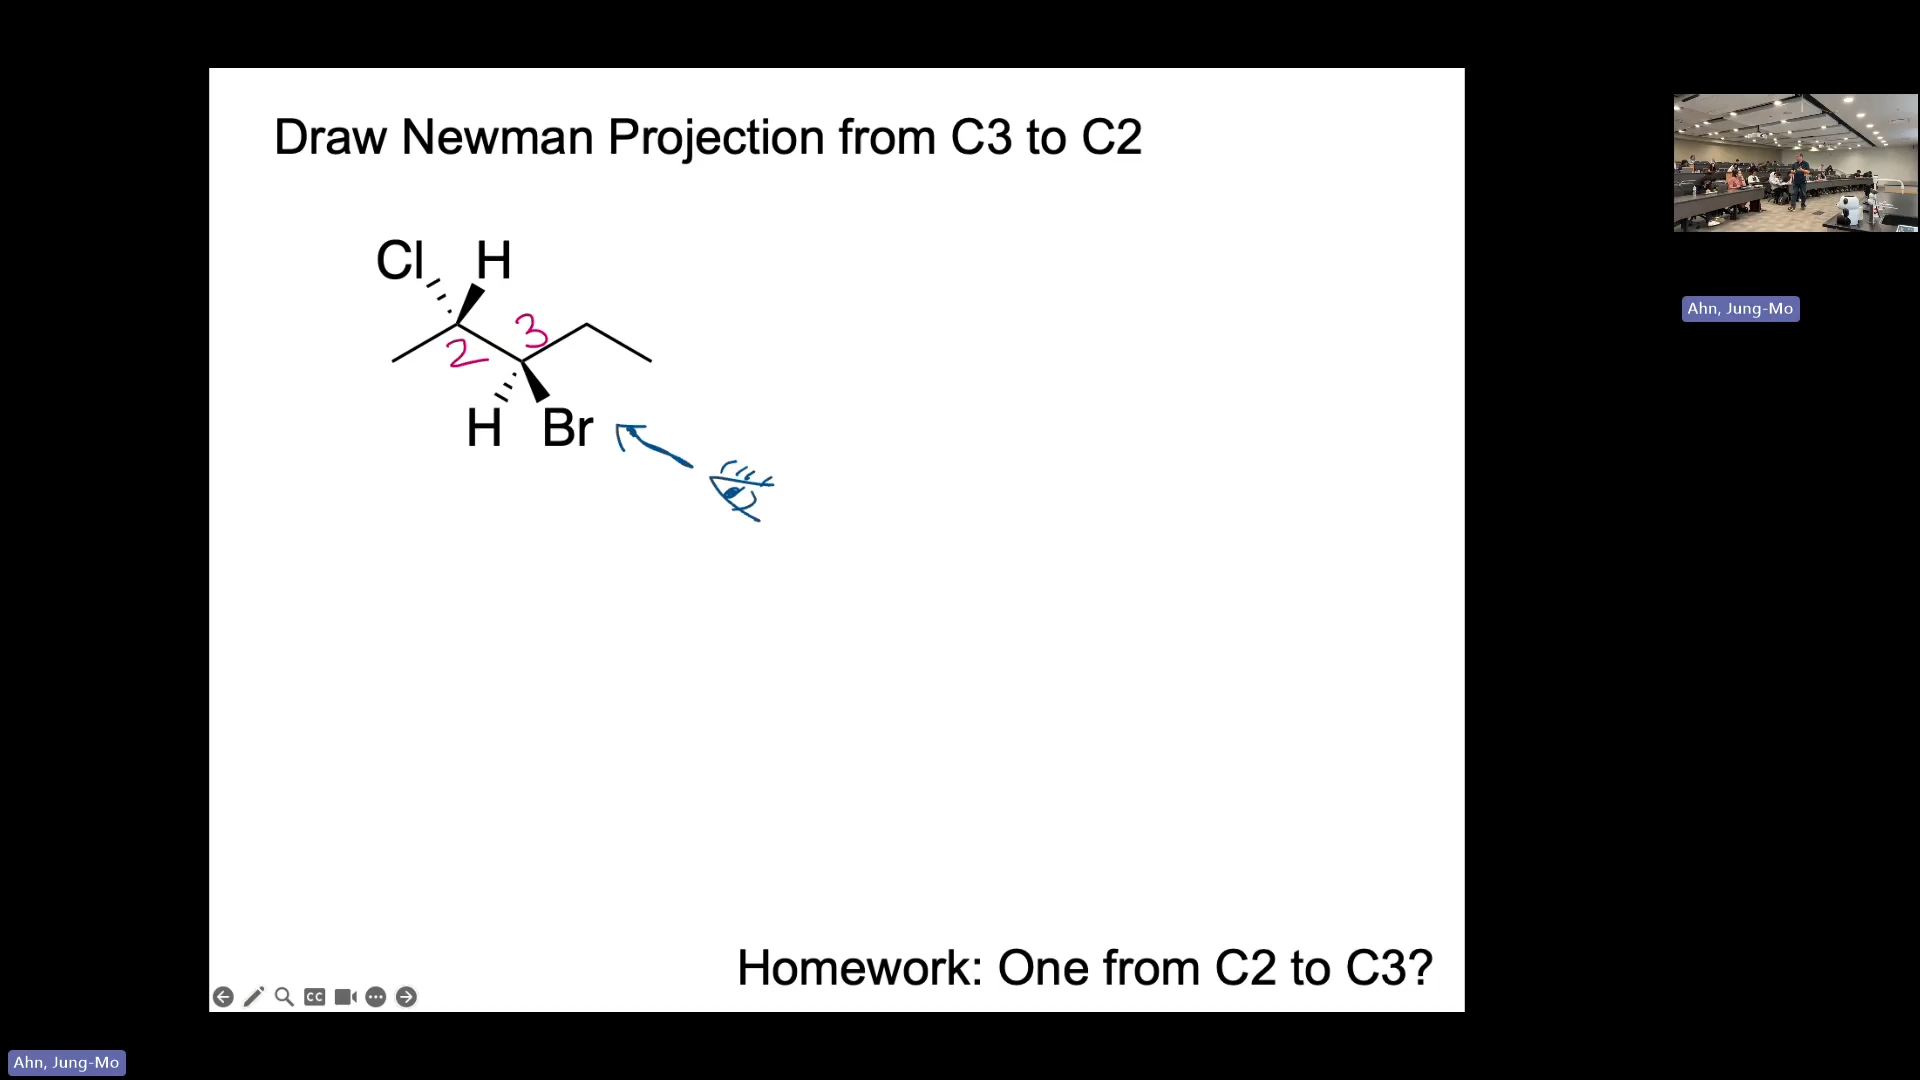 Draw Newman Projection from C3 to C2
Cl H
3
2
H Br
Homework: One from C2 to C3?
CC
Ahn, Jung-Mo
Ahn, Jung-Mo